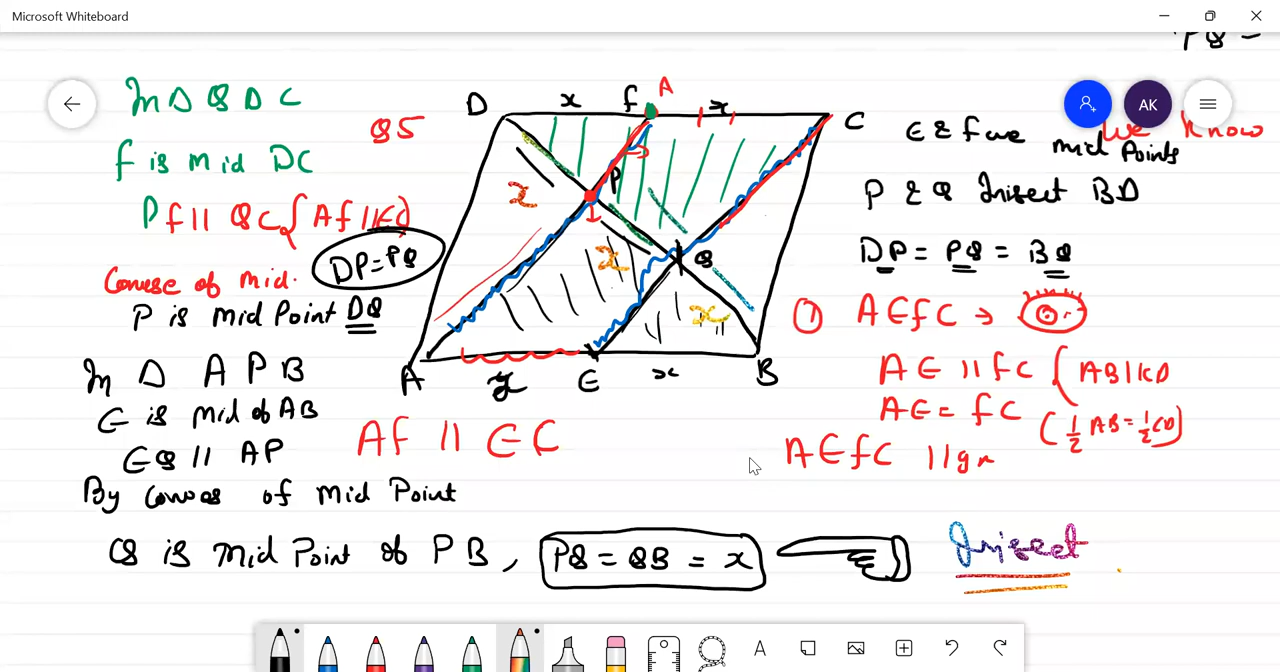 Microsoft Whiteboard
PQ =
In Δ Q D C
f is mid DC
Pf || QC { Af || EC )
Converse of mid.
P is mid Point DQ
DP = PQ
Q5
D x f A x C
P
Q
x
x
x
A y E x B
AK
We know
E & f are mid Points
P & Q Trisect BD
DP = PQ = BQ
① AEfC →
AE || fC { AB || CD
AE = fC ( ½ AB = ½ CD )
AEfC ||gm
In Δ A P B
E is mid of AB
EQ || AP
Af || EC
By Conves of mid Point
Q is mid Point of P B , PQ = QB = x
Trisect
A